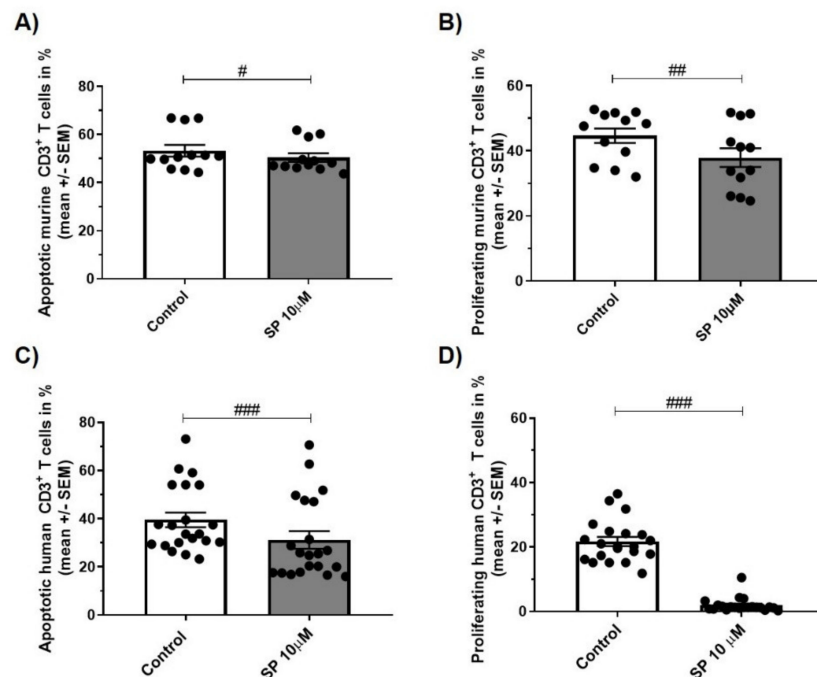 A)
#
Apoptotic murine CD3+ T cells in %
(mean +/- SEM)
80
60
40
20
0
Control
SP 10µM
B)
##
Proliferating murine CD3+ T cells in %
(mean +/- SEM)
60
40
20
0
Control
SP 10µM
C)
###
Apoptotic human CD3+ T cells in %
(mean +/- SEM)
80
60
40
20
0
Control
SP 10µM
D)
###
Proliferating human CD3+ T cells in %
(mean +/- SEM)
60
40
20
0
Control
SP 10 µM